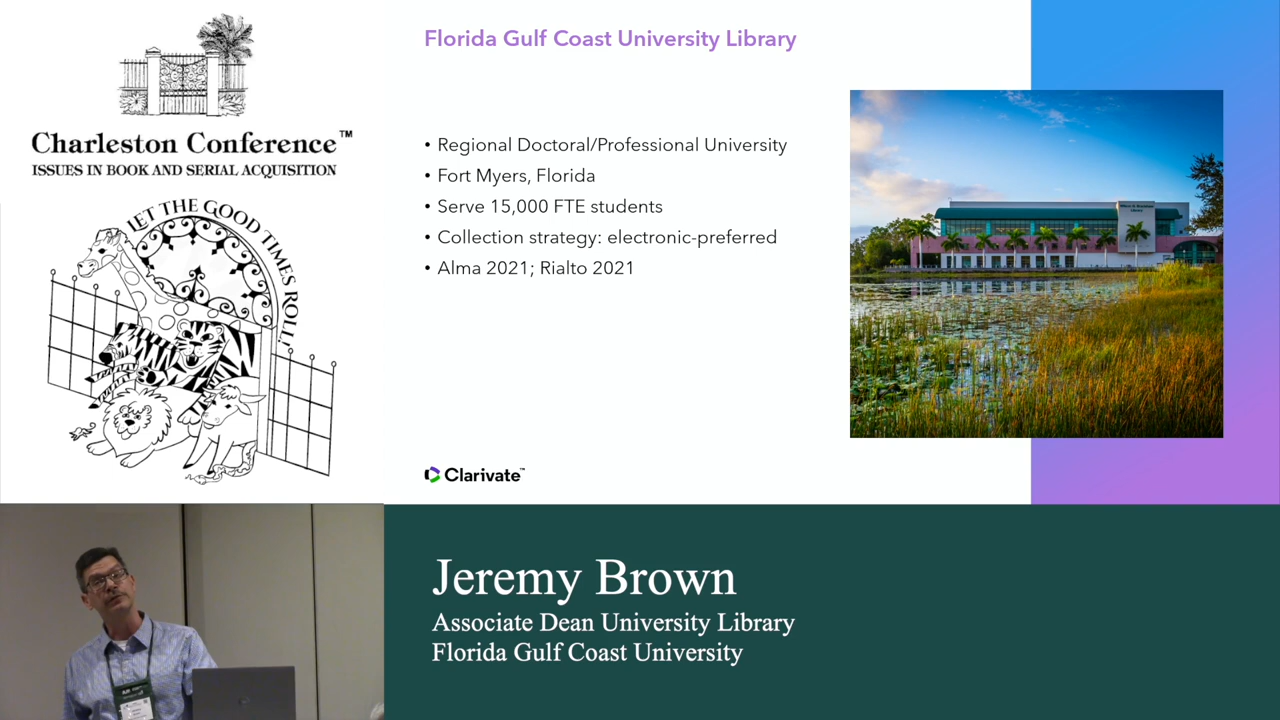 Charleston Conference™
ISSUES IN BOOK AND SERIAL ACQUISITION
LET THE GOOD TIMES ROLL!
Florida Gulf Coast University Library
• Regional Doctoral/Professional University
• Fort Myers, Florida
• Serve 15,000 FTE students
• Collection strategy: electronic-preferred
• Alma 2021; Rialto 2021
Library
Clarivate™
Jeremy Brown
Associate Dean University Library
Florida Gulf Coast University